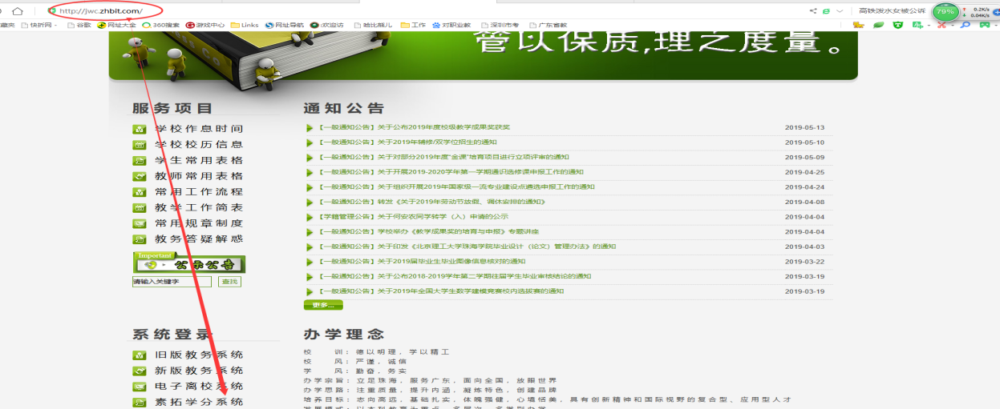 http://jwc.zhbit.com/
高铁泼水女被公诉
79%
0.2K/s
0.04K/s
藏夹 快折网 - 谷歌 网址大全 360搜索 游戏中心 Links 网址导航 欢迎访 哈比酷儿 工作 对职业教 深圳市考 广东省教
管以保质,理之度量。
服务项目
学校作息时间
学校校历信息
学生常用表格
教师常用表格
常用工作流程
教学工作简表
常用规章制度
教务答疑解惑
Important
公示公告
请输入关键字 查找
通知公告
【一般通知公告】关于公布2019年度校级教学成果奖获奖 2019-05-13
【一般通知公告】关于2019年辅修/双学位招生的通知 2019-05-10
【一般通知公告】关于对部分2019年度“金课”培育项目进行立项评审的通知 2019-05-09
【一般通知公告】关于开展2019-2020学年第一学期通识选修课申报工作的通知 2019-04-25
【一般通知公告】关于组织开展2019年国家级一流专业建设点遴选申报工作的通知 2019-04-24
【一般通知公告】转发《关于2019年劳动节放假、调休安排的通知》 2019-04-08
【学籍管理公告】关于何安农同学转学（入）申请的公示 2019-04-04
【一般通知公告】学校举办《教学成果奖的培育与申报》专题讲座 2019-04-04
【一般通知公告】关于印发《北京理工大学珠海学院毕业设计（论文）管理办法》的通知 2019-04-03
【一般通知公告】关于2019届毕业生毕业图像信息核对的通知 2019-03-22
【一般通知公告】关于公布2018-2019学年第二学期往届学生毕业审核结论的通知 2019-03-19
【一般通知公告】关于2019年全国大学生数学建模竞赛校内选拔赛的通知 2019-03-19
更多...
系统登录
旧版教务系统
新版教务系统
电子离校系统
素拓学分系统
办学理念
校 训：德以明理，学以精工
校 风：严谨，诚信
学 风：勤奋，务实
办学宗旨：立足珠海，服务广东，面向全国，放眼世界
办学思路：注重质量，提升内涵，凝炼特色，创建品牌
培养目标：志向高远，基础扎实，体魄强健，心境恬美，具有创新精神和国际视野的复合型、应用型人才